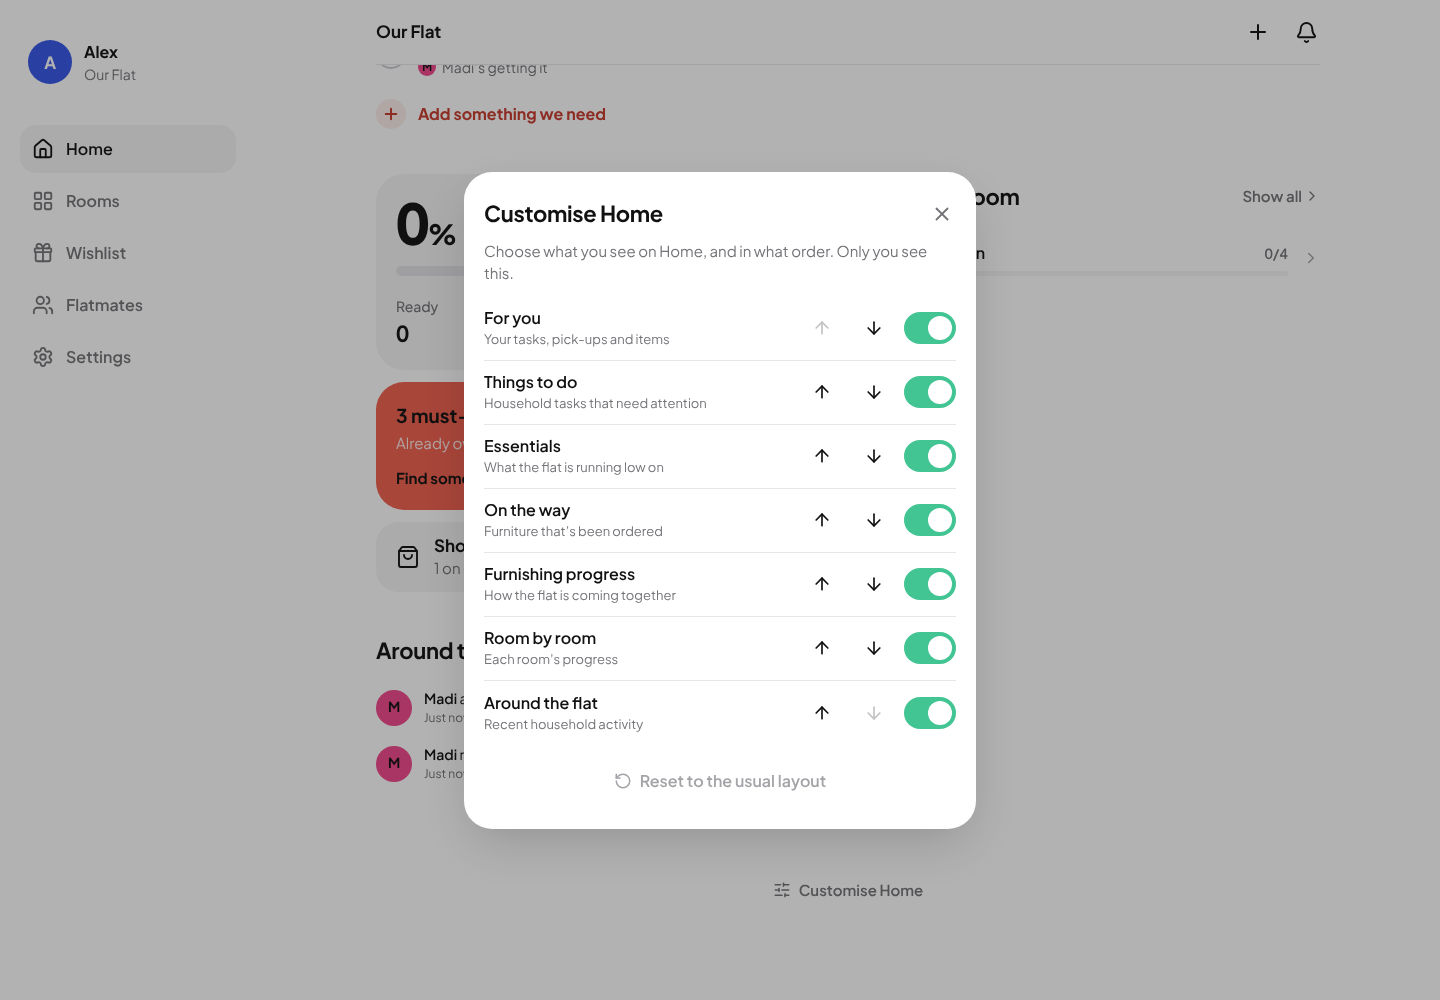 A
Alex
Our Flat
Home
Rooms
Wishlist
Flatmates
Settings
Our Flat
M Madi's getting it
Add something we need
0%
Ready
0
3 must-
Already
Find
1 on
Around
M
Madi
Just
M
Madi
Just
Show all
0/4
Customise Home
Choose what you see on Home, and in what order. Only you see
this.
For you
Your tasks, pick-ups and items
Things to do
Household tasks that need attention
Essentials
What the flat is running low on
On the way
Furniture that's been ordered
Furnishing progress
How the flat is coming together
Room by room
Each room's progress
Around the flat
Recent household activity
Reset to the usual layout
Customise Home